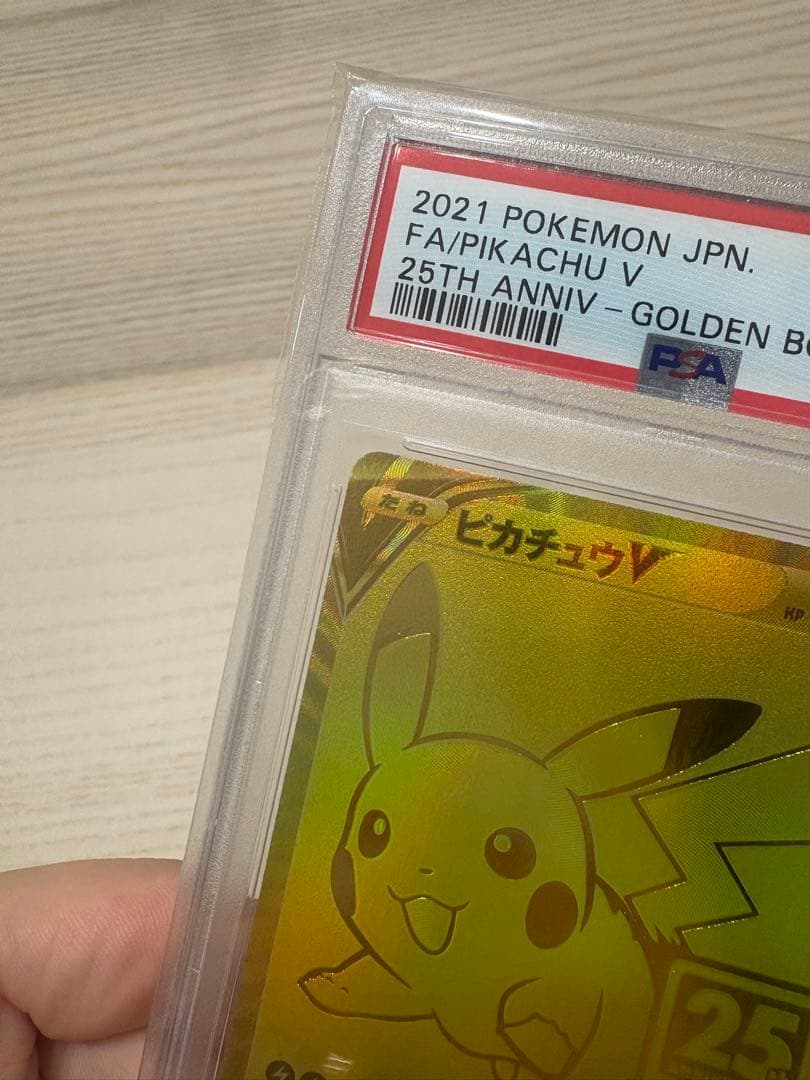 2021 POKEMON JPN.
FA/PIKACHU V
25TH ANNIV-GOLDEN
PSA
たね
ピカチュウV
HP
25